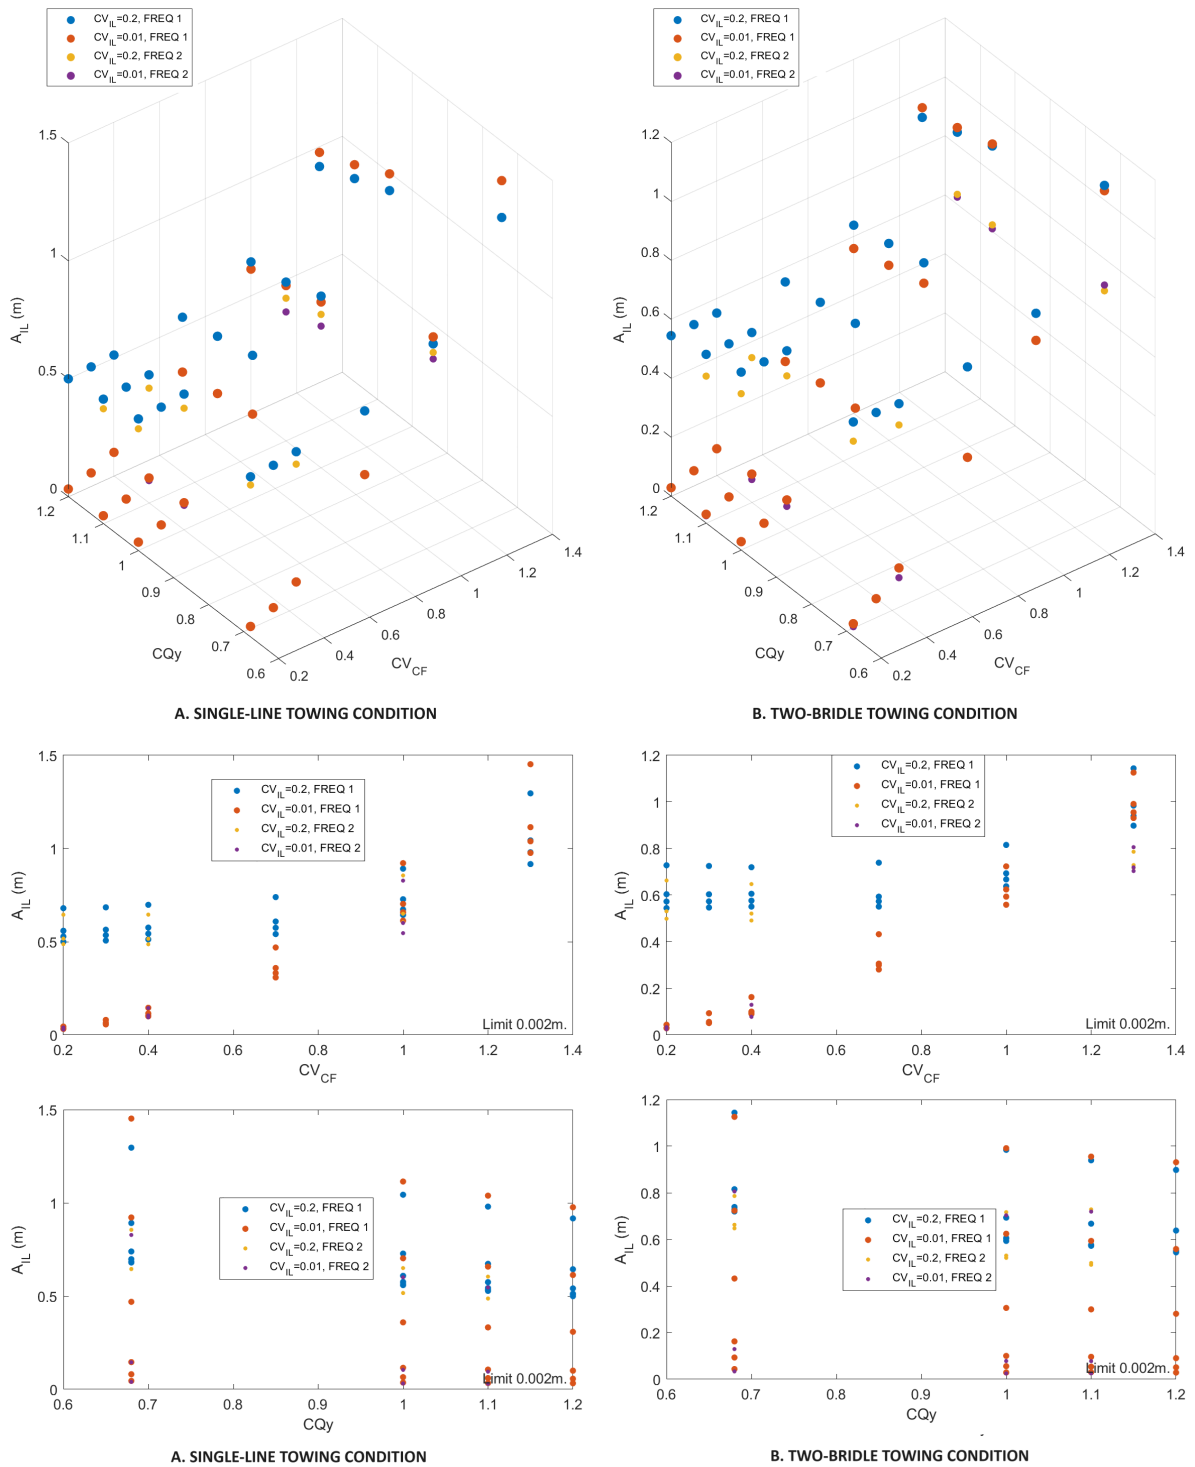 CV_IL=0.2, FREQ 1
CV_IL=0.01, FREQ 1
CV_IL=0.2, FREQ 2
CV_IL=0.01, FREQ 2
1.5
1
0.5
0
A_IL (m)
1.2
1.1
1
0.9
0.8
0.7
0.6
CQy
0.2
0.4
0.6
0.8
1
1.2
1.4
CV_CF
A. SINGLE-LINE TOWING CONDITION
CV_IL=0.2, FREQ 1
CV_IL=0.01, FREQ 1
CV_IL=0.2, FREQ 2
CV_IL=0.01, FREQ 2
1.2
1
0.8
0.6
0.4
0.2
0
A_IL (m)
1.2
1.1
1
0.9
0.8
0.7
0.6
CQy
0.2
0.4
0.6
0.8
1
1.2
1.4
CV_CF
B. TWO-BRIDLE TOWING CONDITION
1.5
1
0.5
0
A_IL (m)
CV_IL=0.2, FREQ 1
CV_IL=0.01, FREQ 1
CV_IL=0.2, FREQ 2
CV_IL=0.01, FREQ 2
Limit 0.002m.
0.2 0.4 0.6 0.8 1 1.2 1.4
CV_CF
1.2
1
0.8
0.6
0.4
0.2
0
A_IL (m)
CV_IL=0.2, FREQ 1
CV_IL=0.01, FREQ 1
CV_IL=0.2, FREQ 2
CV_IL=0.01, FREQ 2
Limit 0.002m.
0.2 0.4 0.6 0.8 1 1.2 1.4
CV_CF
1.5
1
0.5
0
A_IL (m)
CV_IL=0.2, FREQ 1
CV_IL=0.01, FREQ 1
CV_IL=0.2, FREQ 2
CV_IL=0.01, FREQ 2
Limit 0.002m.
0.6 0.7 0.8 0.9 1 1.1 1.2
CQy
A. SINGLE-LINE TOWING CONDITION
1.2
1
0.8
0.6
0.4
0.2
0
A_IL (m)
CV_IL=0.2, FREQ 1
CV_IL=0.01, FREQ 1
CV_IL=0.2, FREQ 2
CV_IL=0.01, FREQ 2
Limit 0.002m.
0.6 0.7 0.8 0.9 1 1.1 1.2
CQy
B. TWO-BRIDLE TOWING CONDITION